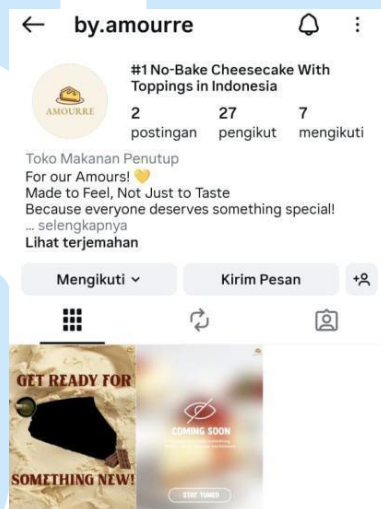 by.amourre
#1 No-Bake Cheesecake With
Toppings in Indonesia
AMOURRE
2
27
7
postingan
pengikut
mengikuti
Toko Makanan Penutup
For our Amours! 💛
Made to Feel, Not Just to Taste
Because everyone deserves something special!
... selengkapnya
Lihat terjemahan
Mengikuti
Kirim Pesan
GET READY FOR
SOMETHING NEW!
COMING SOON
STAY TUNED